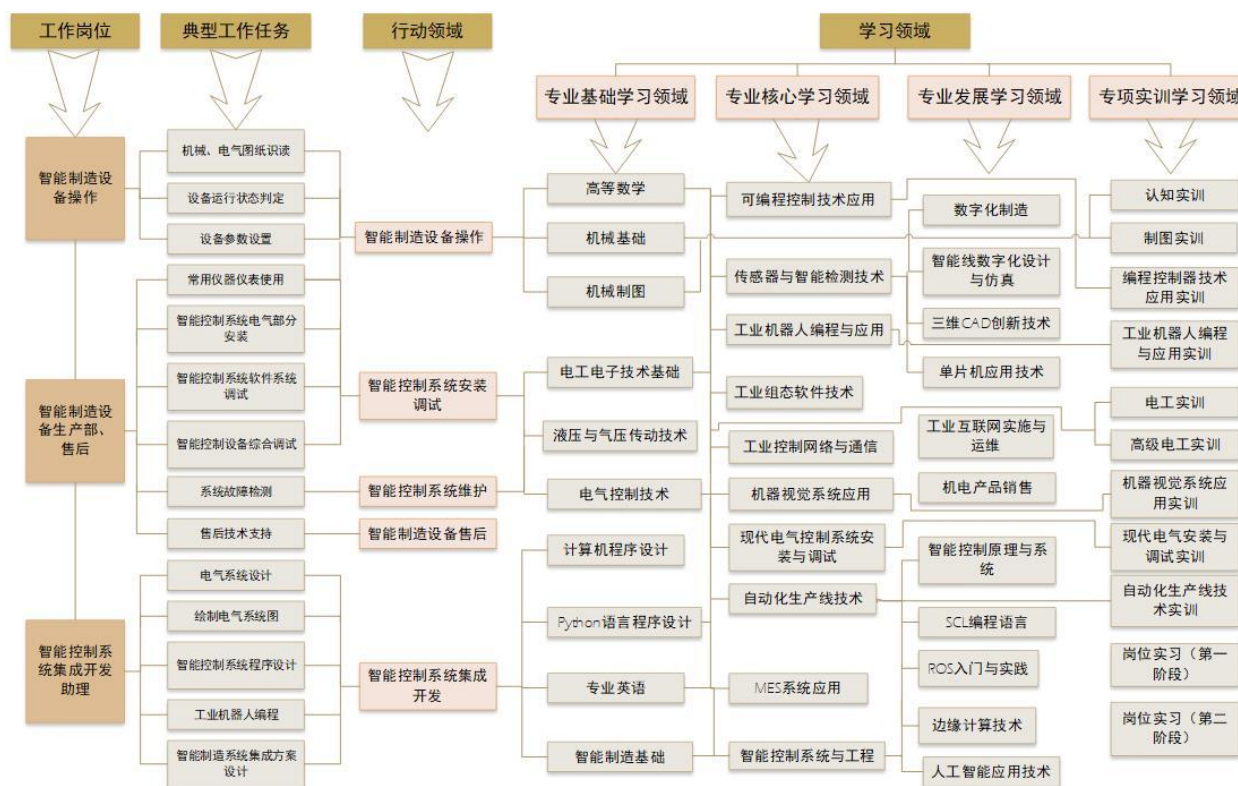 工作岗位
典型工作任务
行动领域
学习领域
专业基础学习领域
专业核心学习领域
专业发展学习领域
专项实训学习领域
智能制造设
备操作
智能制造设
备生产部、
售后
智能控制系
统集成开发
助理
机械、电气图纸识读
设备运行状态判定
设备参数设置
常用仪器仪表使用
智能控制系统电气部分
安装
智能控制系统软件系统
调试
智能控制设备综合调试
系统故障检测
售后技术支持
电气系统设计
绘制电气系统图
智能控制系统程序设计
工业机器人编程
智能制造系统集成方案
设计
智能制造设备操作
智能控制系统安装
调试
智能控制系统维护
智能制造设备售后
智能控制系统集成
开发
高等数学
机械基础
机械制图
电工电子技术基础
液压与气压传动技术
电气控制技术
计算机程序设计
Python语言程序设计
专业英语
智能制造基础
可编程控制技术应用
传感器与智能检测技术
工业机器人编程与应用
工业组态软件技术
工业控制网络与通信
机器视觉系统应用
现代电气控制系统安
装与调试
自动化生产线技术
MES系统应用
智能控制系统与工程
数字化制造
智能线数字化设计
与仿真
三维CAD创新技术
单片机应用技术
工业互联网实施与
运维
机电产品销售
智能控制原理与系
统
SCL编程语言
ROS入门与实践
边缘计算技术
人工智能应用技术
认知实训
制图实训
编程控制器技术
应用实训
工业机器人编程
与应用实训
电工实训
高级电工实训
机器视觉系统应
用实训
现代电气安装与
调试实训
自动化生产线技
术实训
岗位实习（第一
阶段）
岗位实习（第二
阶段）